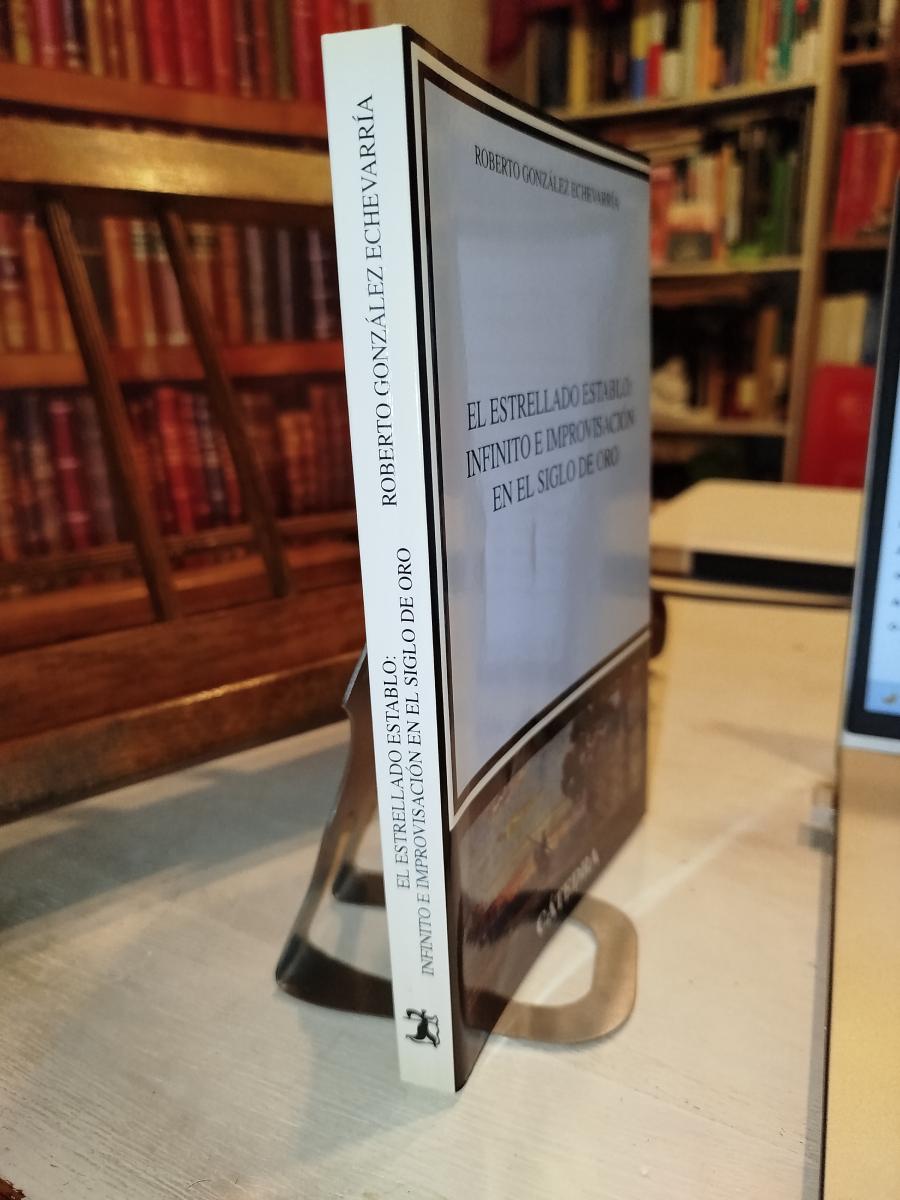 ROBERTO GONZÁLEZ ECHEVARRÍA
EL ESTRELLADO ESTABLO:
INFINITO E IMPROVISACIÓN EN EL SIGLO DE ORO
ROBERTO GONZÁLEZ ECHEVARRÍA
EL ESTRELLADO ESTABLO:
INFINITO E IMPROVISACIÓN
EN EL SIGLO DE ORO
CÁTEDRA